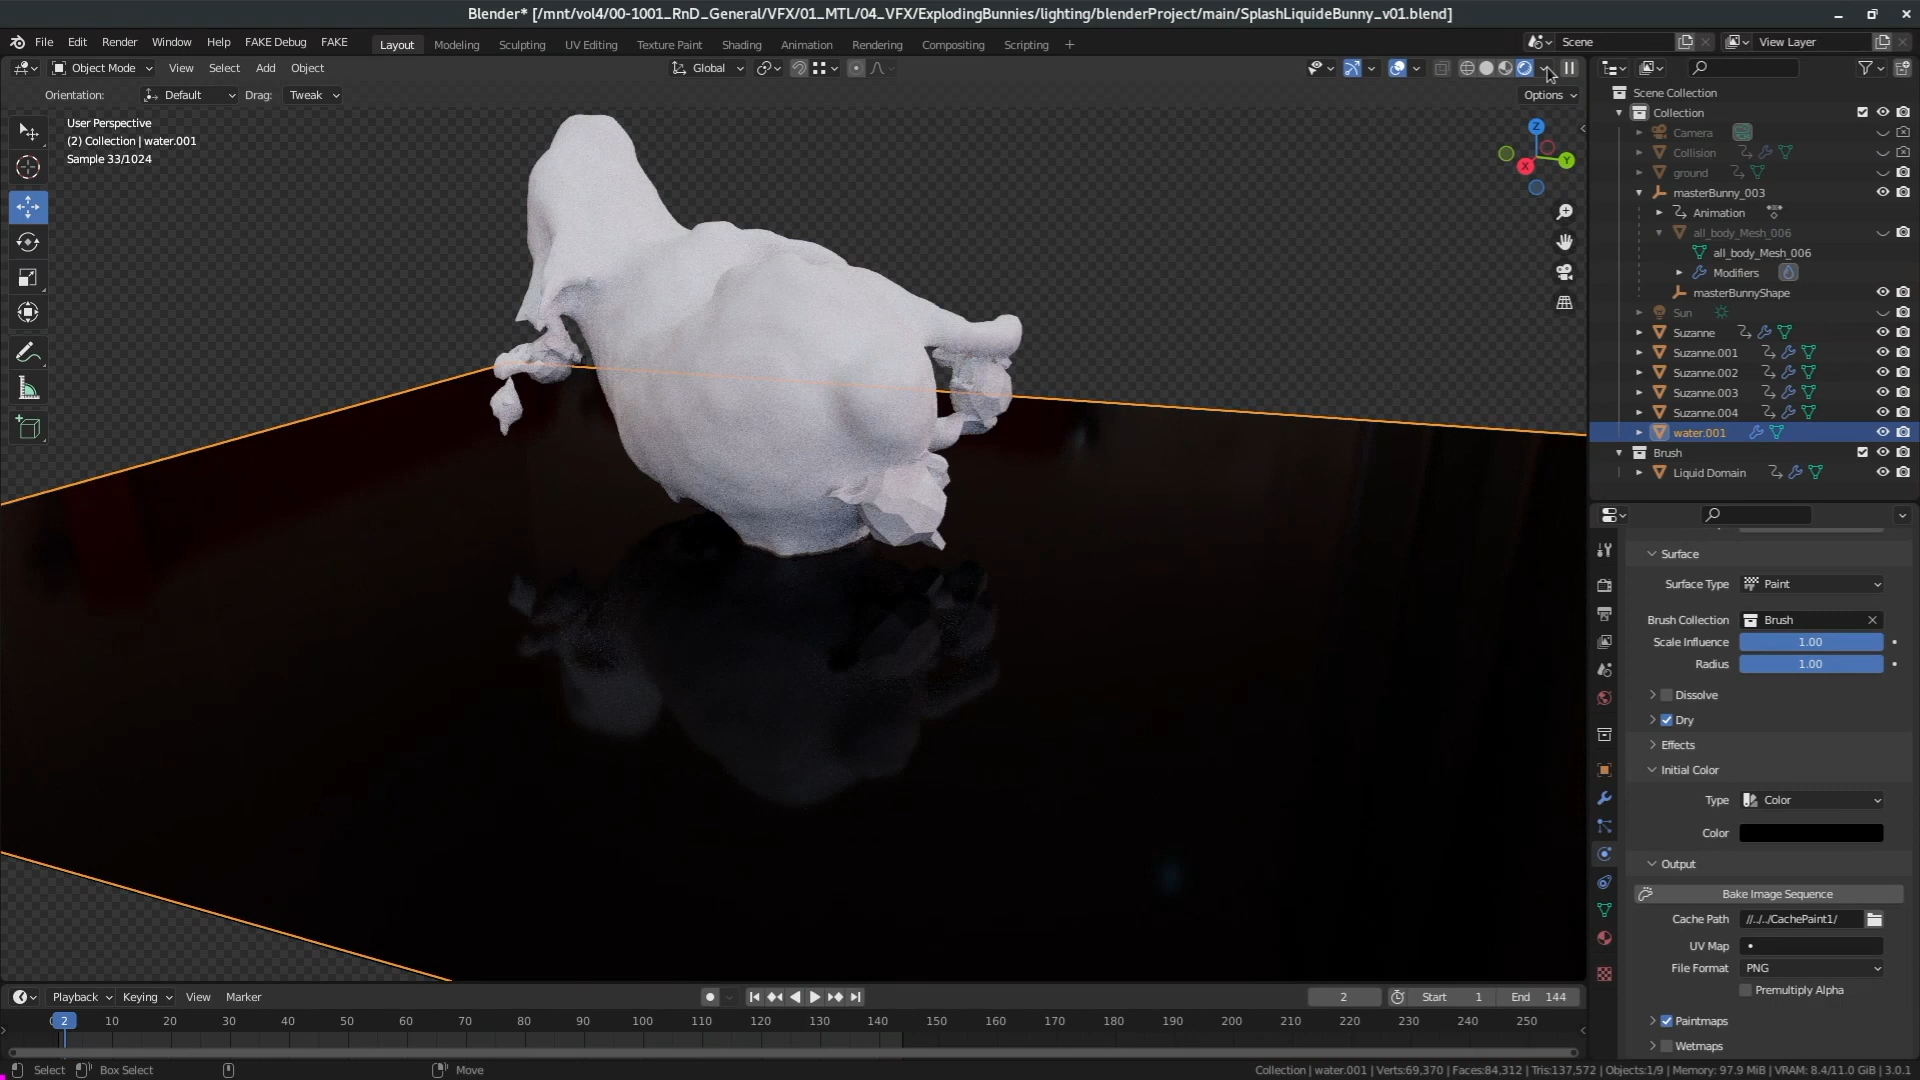 Blender* [/mnt/vol4/00-1001_RnD_General/VFX/01_MTL/04_VFX/ExplodingBunnies/lighting/blenderProject/main/SplashLiquideBunny_v01.blend]
File Edit Render Window Help FAKE Debug FAKE Layout Modeling Sculpting UV Editing Texture Paint Shading Animation Rendering Compositing Scripting + Scene View Layer
Object Mode View Select Add Object Global
Orientation: Default Drag: Tweak Options
User Perspective
(2) Collection | water.001
Sample 33/1024
Z
Y
X
Scene Collection
Collection
Camera
Collision
ground
masterBunny_003
Animation
all_body_Mesh_006
all_body_Mesh_006
Modifiers
masterBunnyShape
Sun
Suzanne
Suzanne.001
Suzanne.002
Suzanne.003
Suzanne.004
water.001
Brush
Liquid Domain
Surface
Surface Type Paint
Brush Collection Brush
Scale Influence 1.00
Radius 1.00
Dissolve
Dry
Effects
Initial Color
Type Color
Color
Output
Bake Image Sequence
Cache Path //../../CachePaint1/
UV Map
File Format PNG
Premultiply Alpha
Paintmaps
Wetmaps
Playback Keying View Marker 2 Start 1 End 144
2 10 20 30 40 50 60 70 80 90 100 110 120 130 140 150 160 170 180 190 200 210 220 230 240 250
Select Box Select Move Collection | water.001 | Verts:69,370 | Faces:84,312 | Tris:137,572 | Objects:1/9 | Memory: 97.9 MiB | VRAM: 8.4/11.0 GiB | 3.0.1